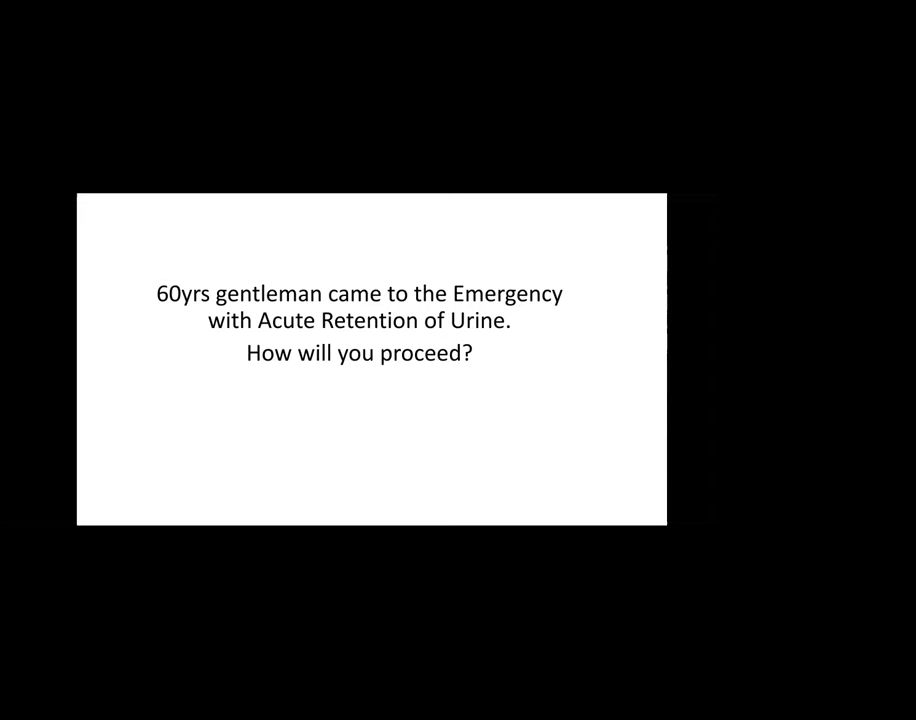 60yrs gentleman came to the Emergency
with Acute Retention of Urine.
How will you proceed?